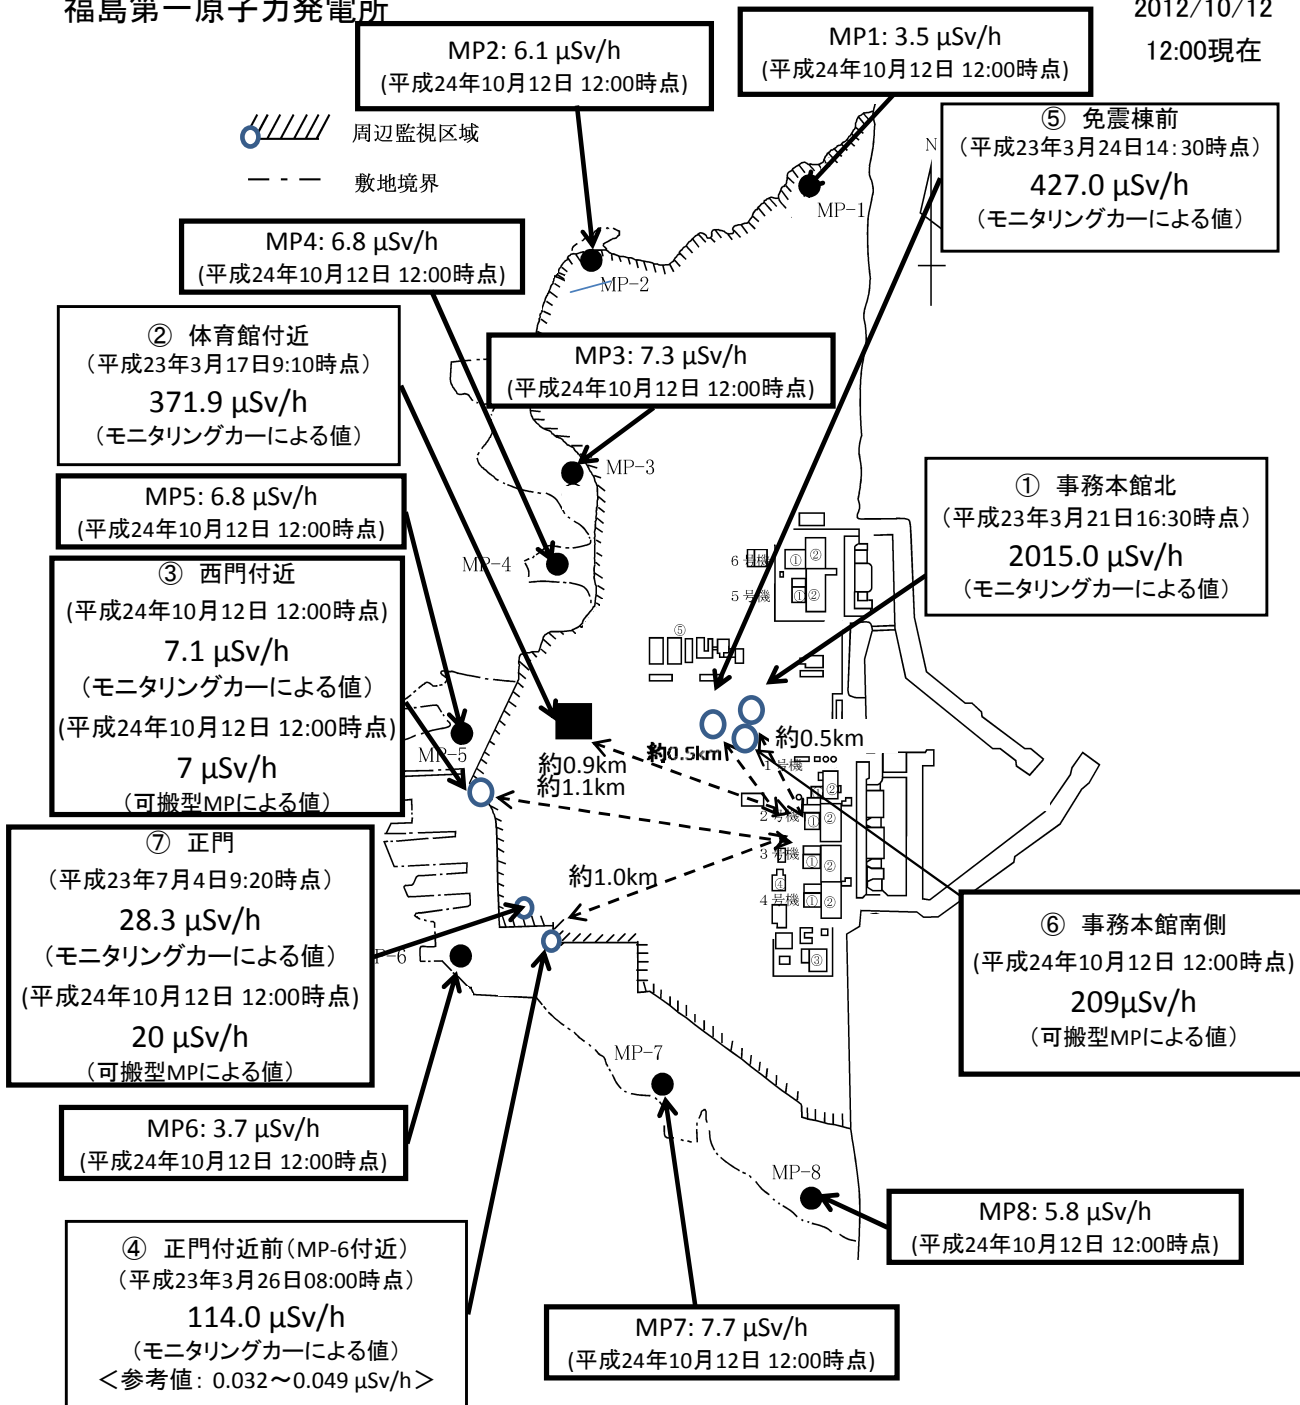 福島第一原子力発電所
2012/10/12
12:00現在
MP2: 6.1 μSv/h
(平成24年10月12日 12:00時点)
MP1: 3.5 μSv/h
(平成24年10月12日 12:00時点)
周辺監視区域
敷地境界
⑤ 免震棟前
(平成23年3月24日14:30時点)
427.0 μSv/h
(モニタリングカーによる値)
N
MP-1
MP4: 6.8 μSv/h
(平成24年10月12日 12:00時点)
MP-2
② 体育館付近
(平成23年3月17日9:10時点)
371.9 μSv/h
(モニタリングカーによる値)
MP3: 7.3 μSv/h
(平成24年10月12日 12:00時点)
MP-3
MP5: 6.8 μSv/h
(平成24年10月12日 12:00時点)
① 事務本館北
(平成23年3月21日16:30時点)
2015.0 μSv/h
(モニタリングカーによる値)
MP-4
6号機
① ②
5号機
① ②
③ 西門付近
(平成24年10月12日 12:00時点)
7.1 μSv/h
(モニタリングカーによる値)
(平成24年10月12日 12:00時点)
7 μSv/h
(可搬型MPによる値)
⑤
MP-5
約0.9km
約1.1km
約0.5km
約0.5km
1号機
②
2号機
① ②
3号機
① ②
④
4号機
① ②
③
約1.0km
⑦ 正門
(平成23年7月4日9:20時点)
28.3 μSv/h
(モニタリングカーによる値)
(平成24年10月12日 12:00時点)
20 μSv/h
(可搬型MPによる値)
P-6
⑥ 事務本館南側
(平成24年10月12日 12:00時点)
209μSv/h
(可搬型MPによる値)
MP-7
MP6: 3.7 μSv/h
(平成24年10月12日 12:00時点)
MP-8
MP8: 5.8 μSv/h
(平成24年10月12日 12:00時点)
④ 正門付近前(MP-6付近)
(平成23年3月26日08:00時点)
114.0 μSv/h
(モニタリングカーによる値)
＜参考値: 0.032～0.049 μSv/h＞
MP7: 7.7 μSv/h
(平成24年10月12日 12:00時点)